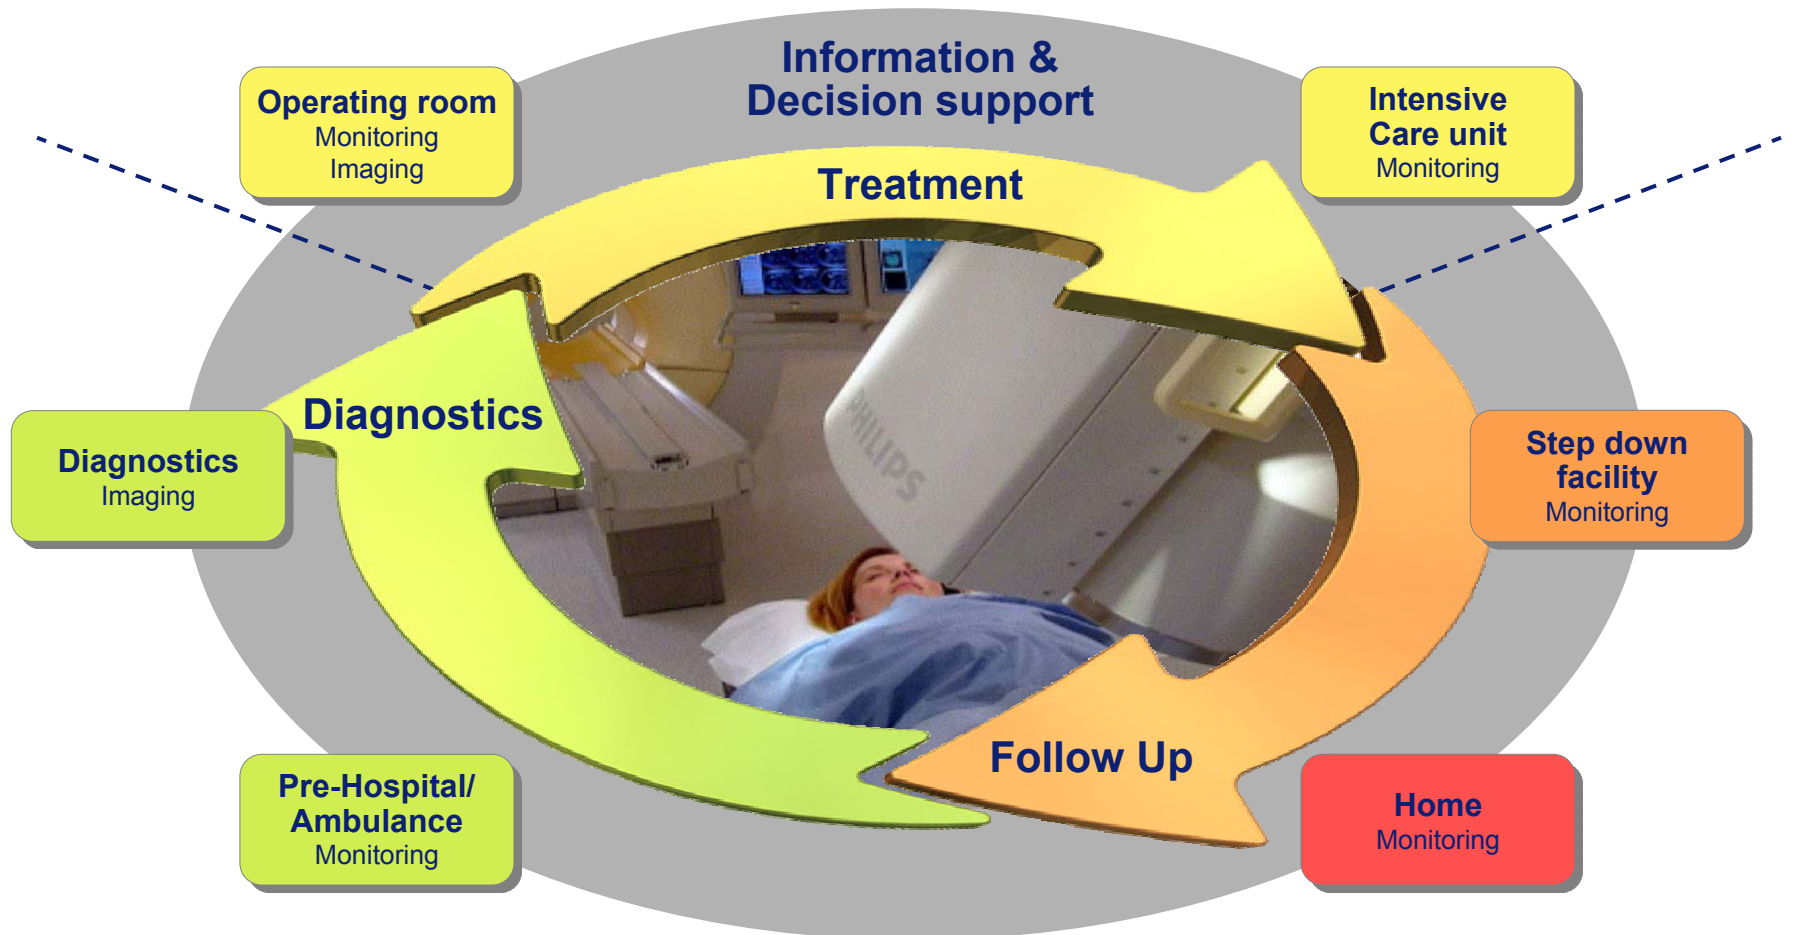 Information &
Decision support
Operating room
Monitoring
Imaging
Intensive
Care unit
Monitoring
Treatment
Diagnostics
Diagnostics
Imaging
PHILIPS
Step down
facility
Monitoring
Follow Up
Pre-Hospital/
Ambulance
Monitoring
Home
Monitoring